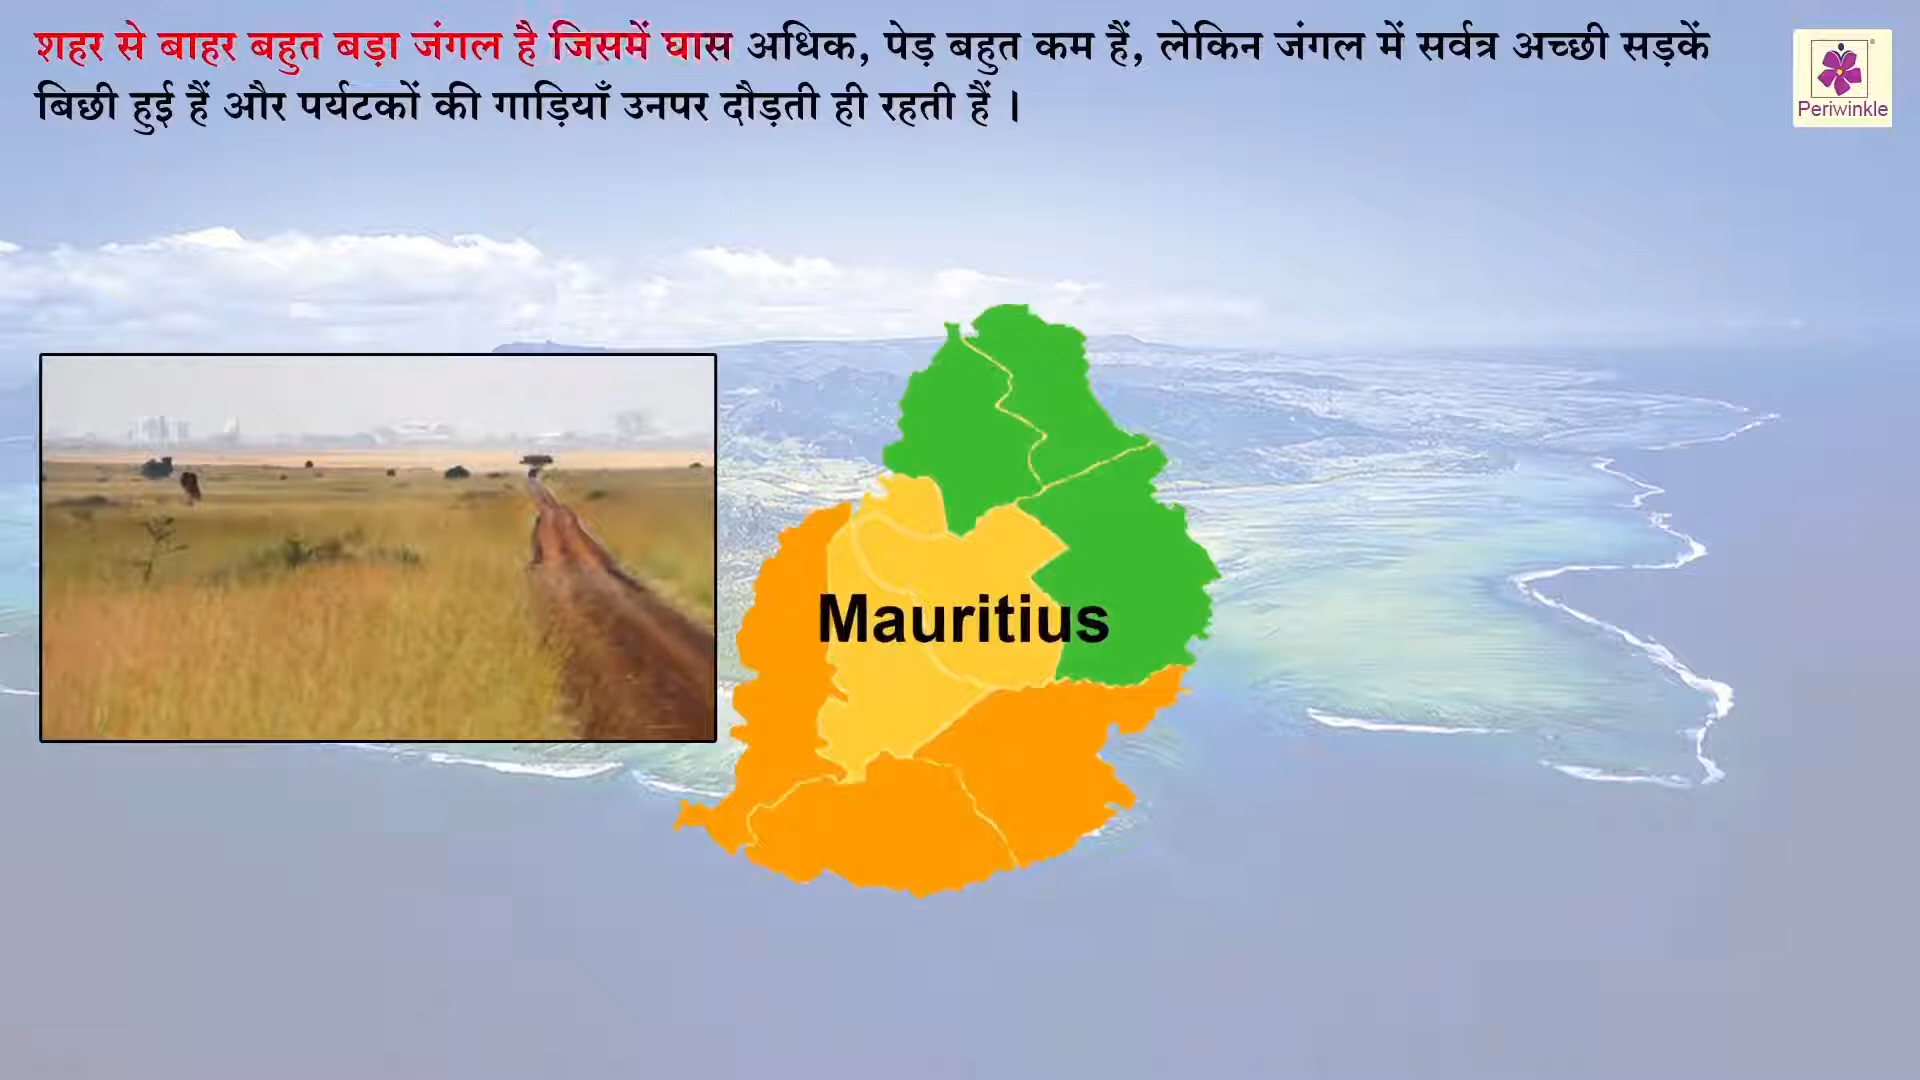 शहर से बाहर बहुत बड़ा जंगल है जिसमें घास अधिक, पेड़ बहुत कम हैं, लेकिन जंगल में सर्वत्र अच्छी सड़कें
बिछी हुई हैं और पर्यटकों की गाड़ियाँ उनपर दौड़ती ही रहती हैं ।
Periwinkle
Mauritius